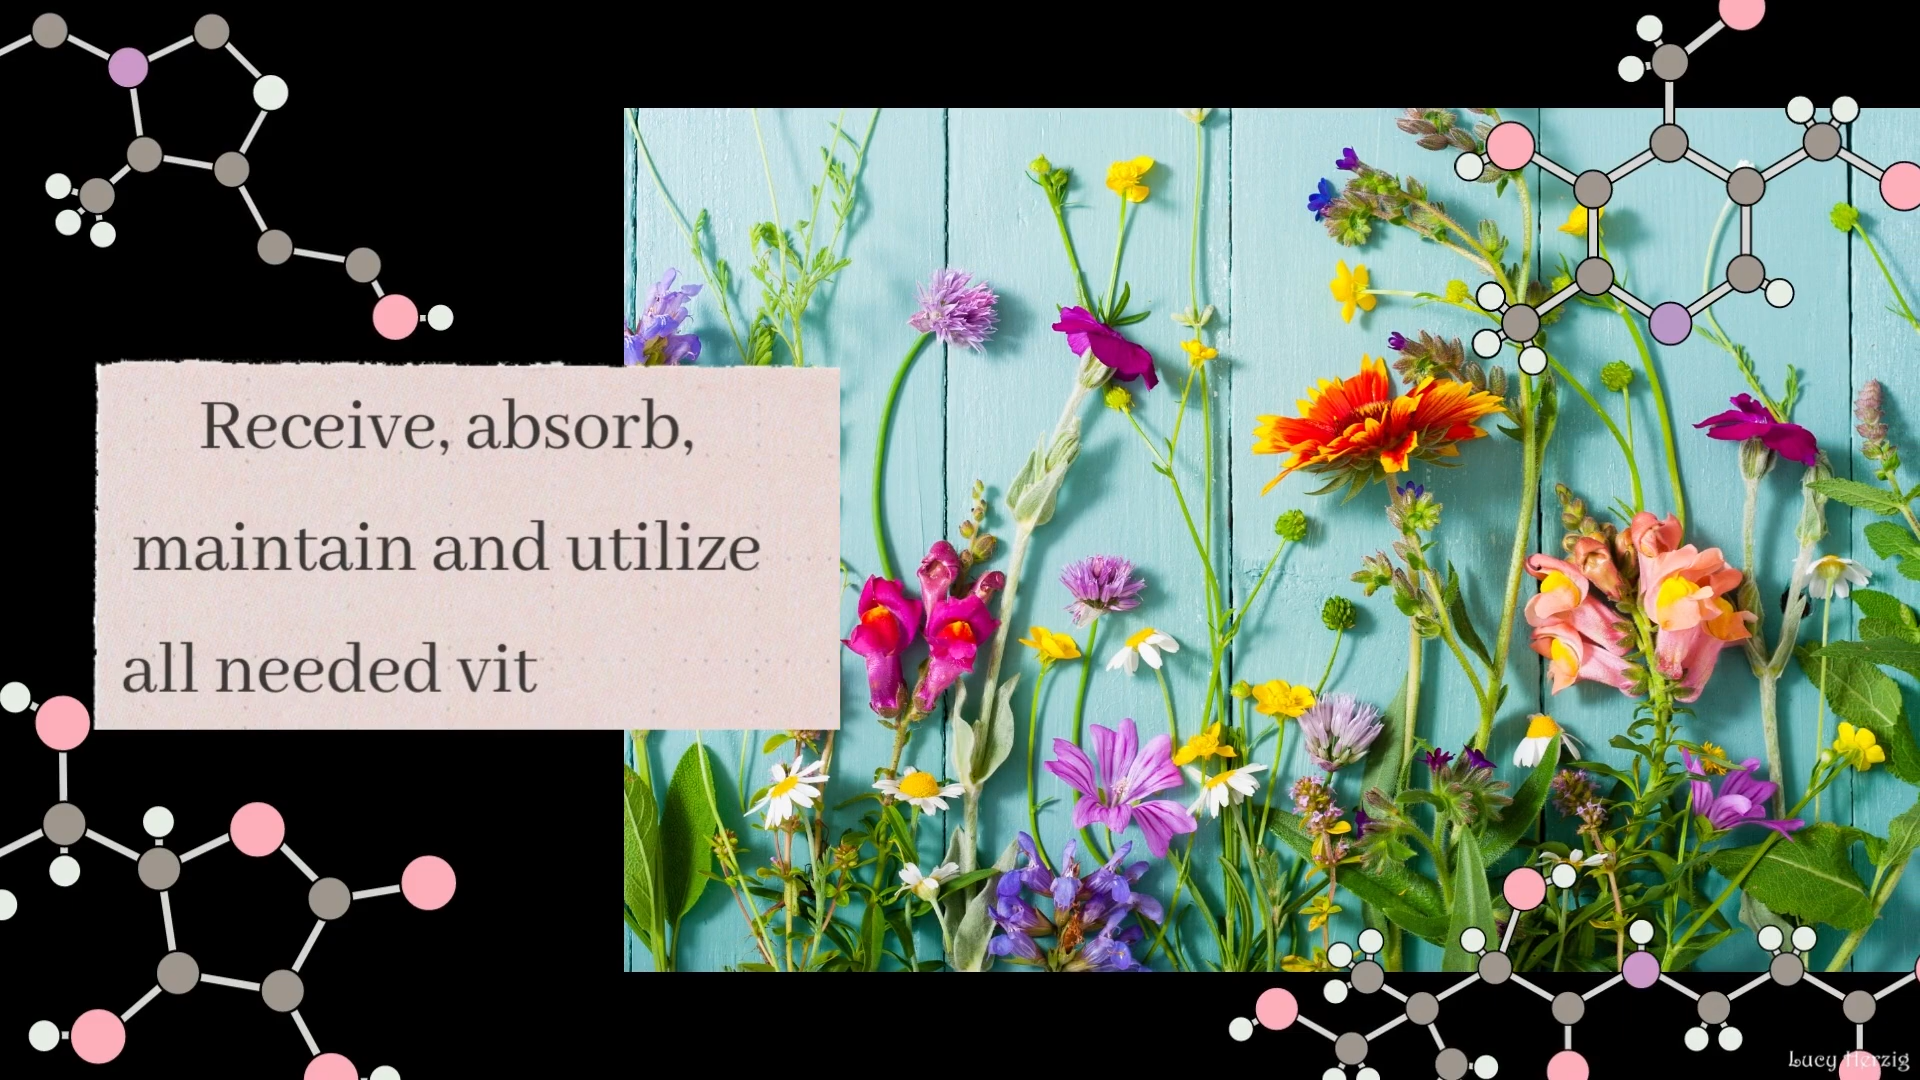 Receive, absorb,
maintain and utilize
all needed vit
Lucy Herzig